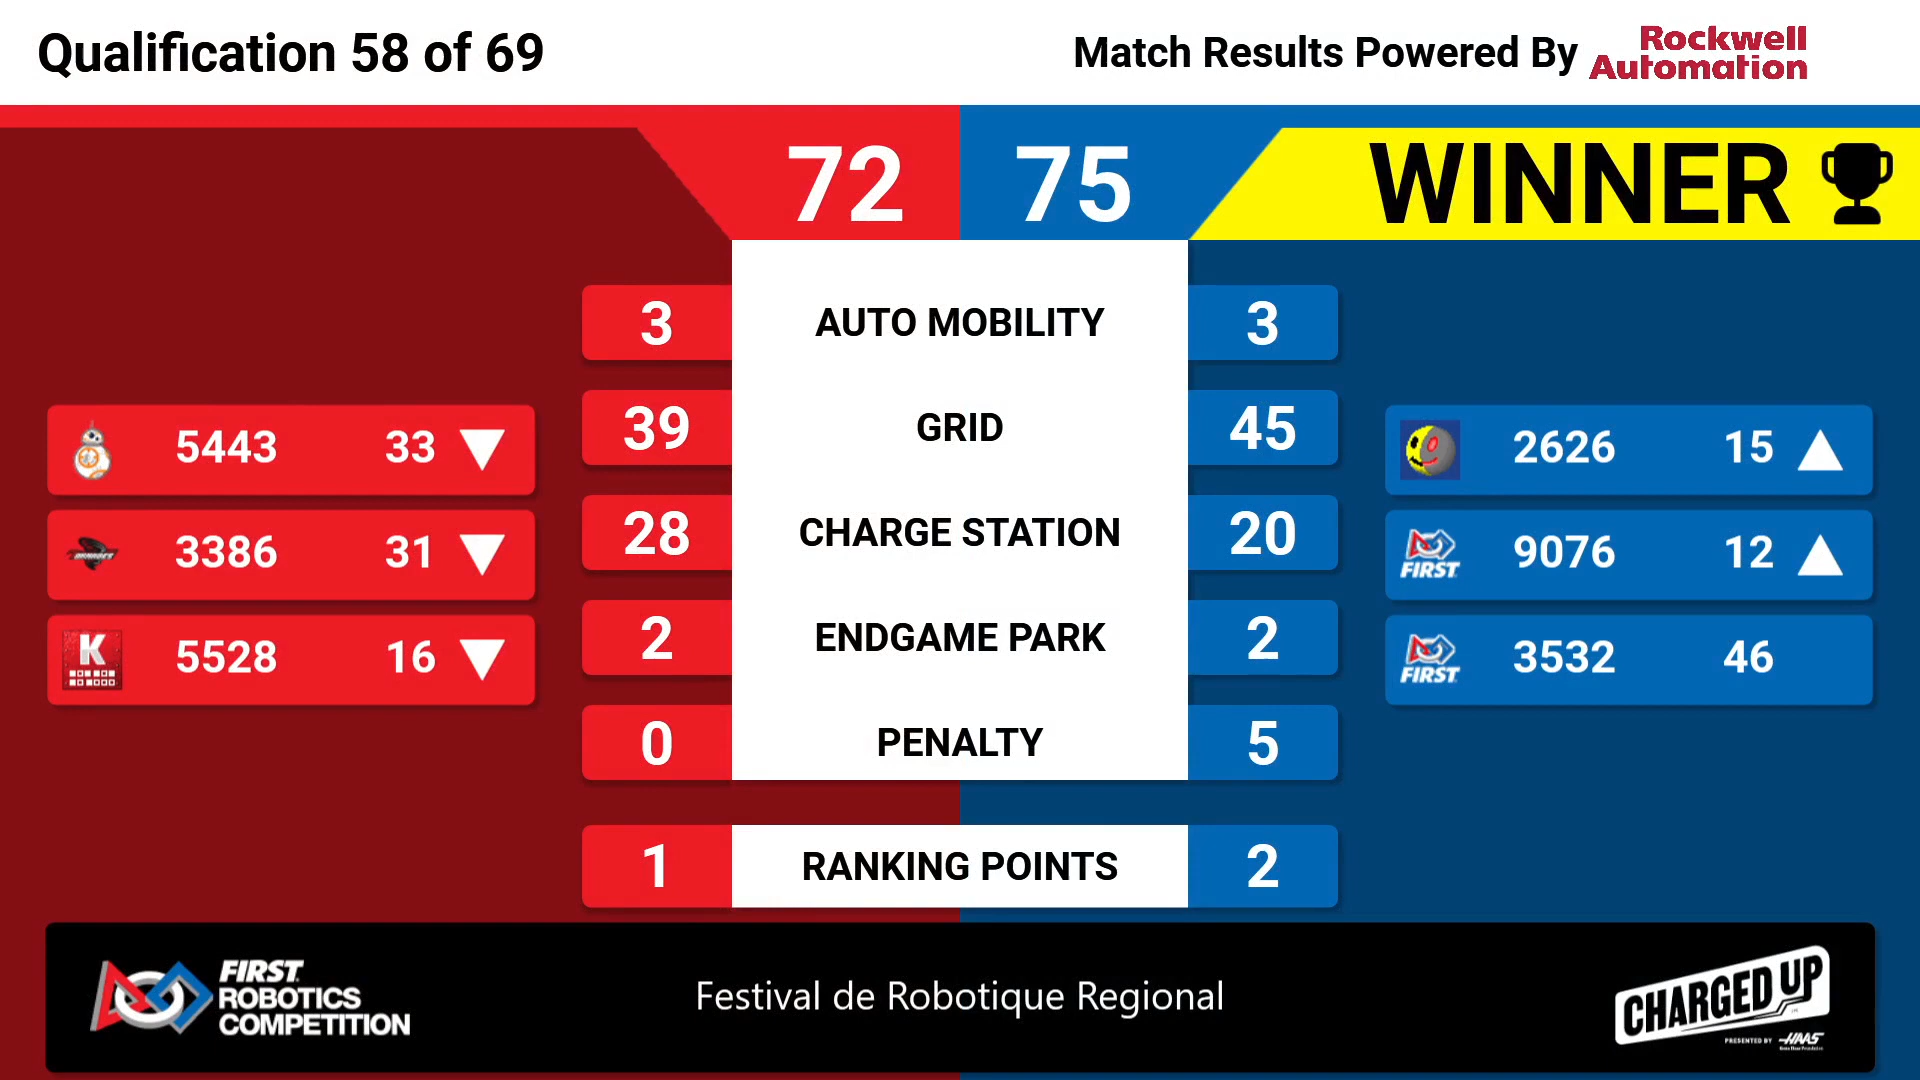 Qualification 58 of 69
Match Results Powered By
Rockwell
Automation
72 75 WINNER
3 AUTO MOBILITY 3
39 GRID 45
28 CHARGE STATION 20
2 ENDGAME PARK 2
0 PENALTY 5
1 RANKING POINTS 2
5443 33
3386 31
K 5528 16
2626 15
FIRST 9076 12
FIRST 3532 46
FIRST
ROBOTICS
COMPETITION
Festival de Robotique Regional
CHARGED UP
PRESENTED BY HAAS